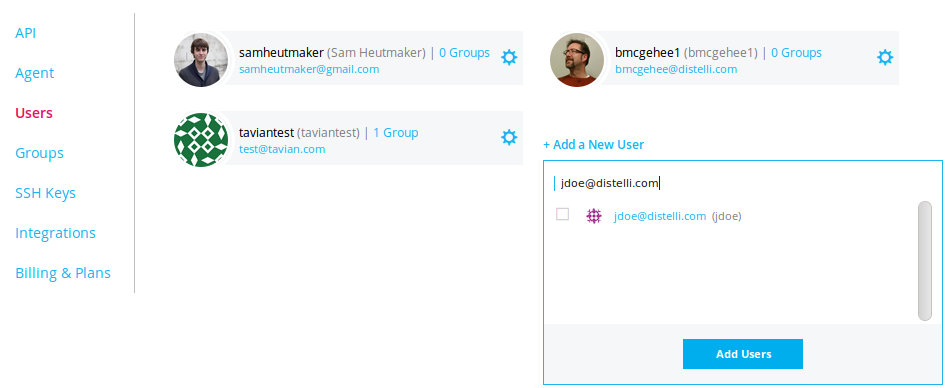 API
Agent
Users
Groups
SSH Keys
Integrations
Billing & Plans
samheutmaker (Sam Heutmaker) | 0 Groups
samheutmaker@gmail.com
bmcgehee1 (bmcgehee1) | 0 Groups
bmcgehee@distelli.com
taviantest (taviantest) | 1 Group
test@tavian.com
+ Add a New User
jdoe@distelli.com
jdoe@distelli.com (jdoe)
Add Users